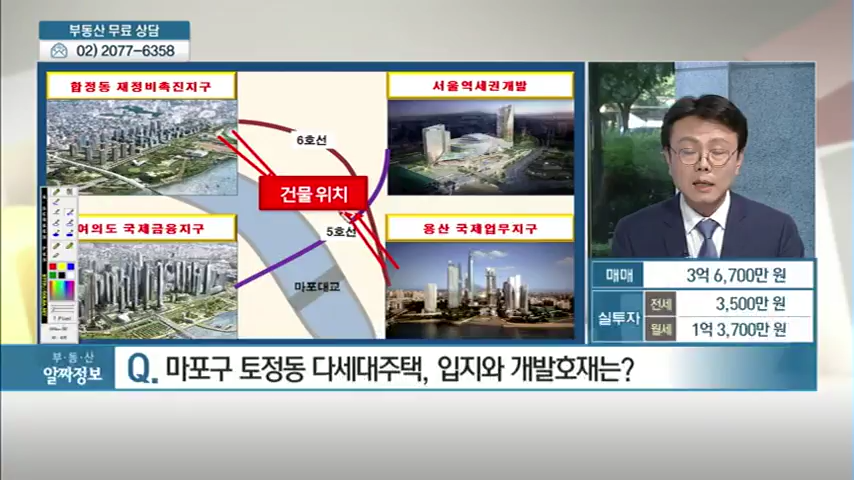 부동산 무료 상담
02) 2077-6358
합정동 재정비촉진지구
서울역세권개발
6호선
건물 위치
여의도 국제금융지구
5호선
용산 국제업무지구
마포대교
매매 3억 6,700만 원
실투자 전세 3,500만 원
월세 1억 3,700만 원
부·동·산
알짜정보
Q. 마포구 토정동 다세대주택, 입지와 개발호재는?